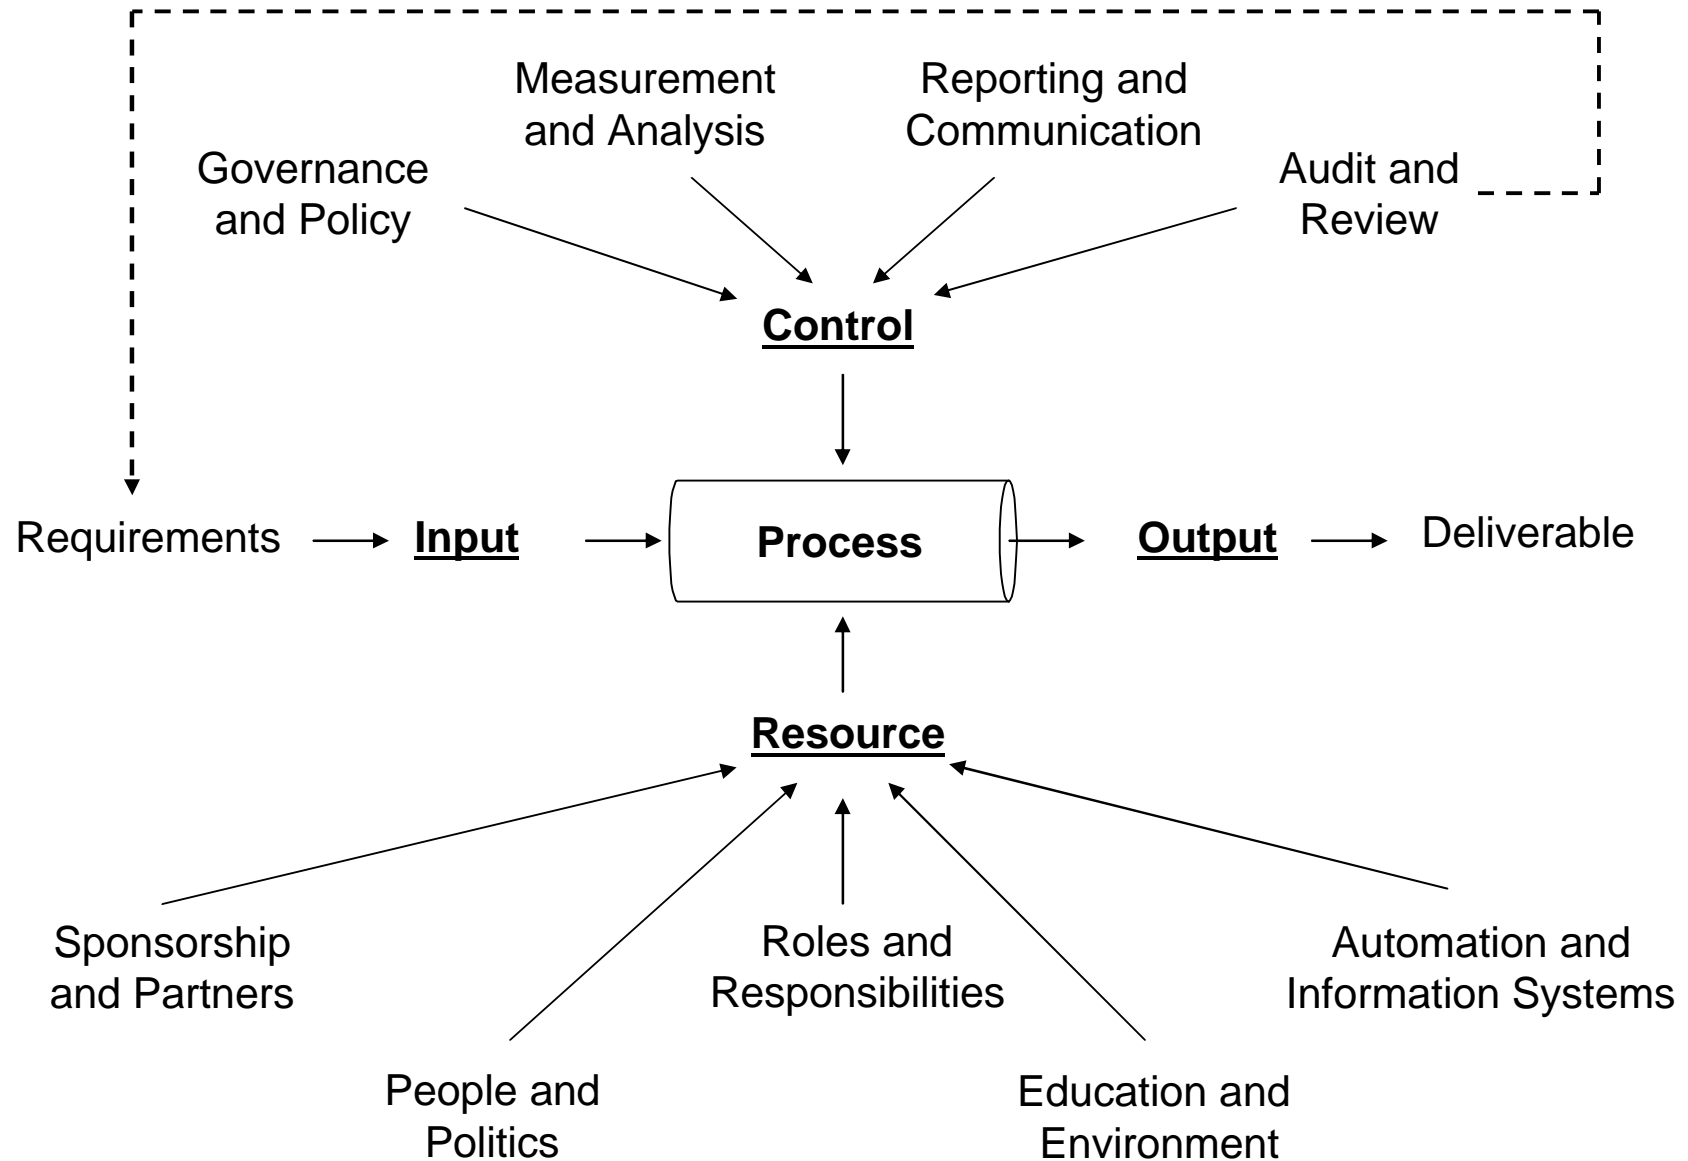 Measurement
and Analysis
Reporting and
Communication
Governance
and Policy
Audit and
Review
Control
Requirements
Input
Process
Output
Deliverable
Resource
Sponsorship
and Partners
Roles and
Responsibilities
Automation and
Information Systems
People and
Politics
Education and
Environment